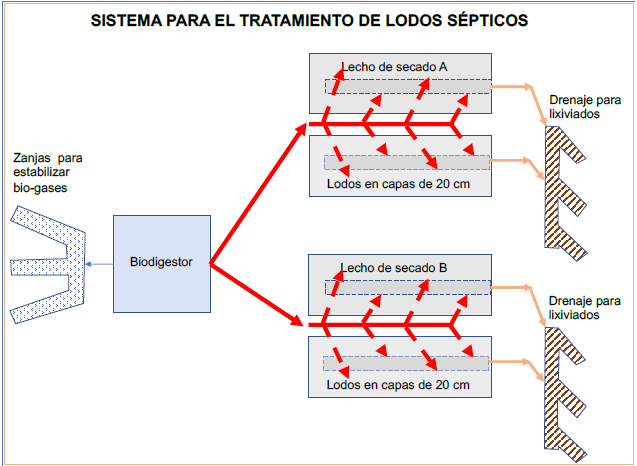 SISTEMA PARA EL TRATAMIENTO DE LODOS SÉPTICOS
Lecho de secado A
Drenaje para
lixiviados
Zanjas para
estabilizar
bio-gases
Lodos en capas de 20 cm
Biodigestor
Lecho de secado B
Drenaje para
lixiviados
Lodos en capas de 20 cm